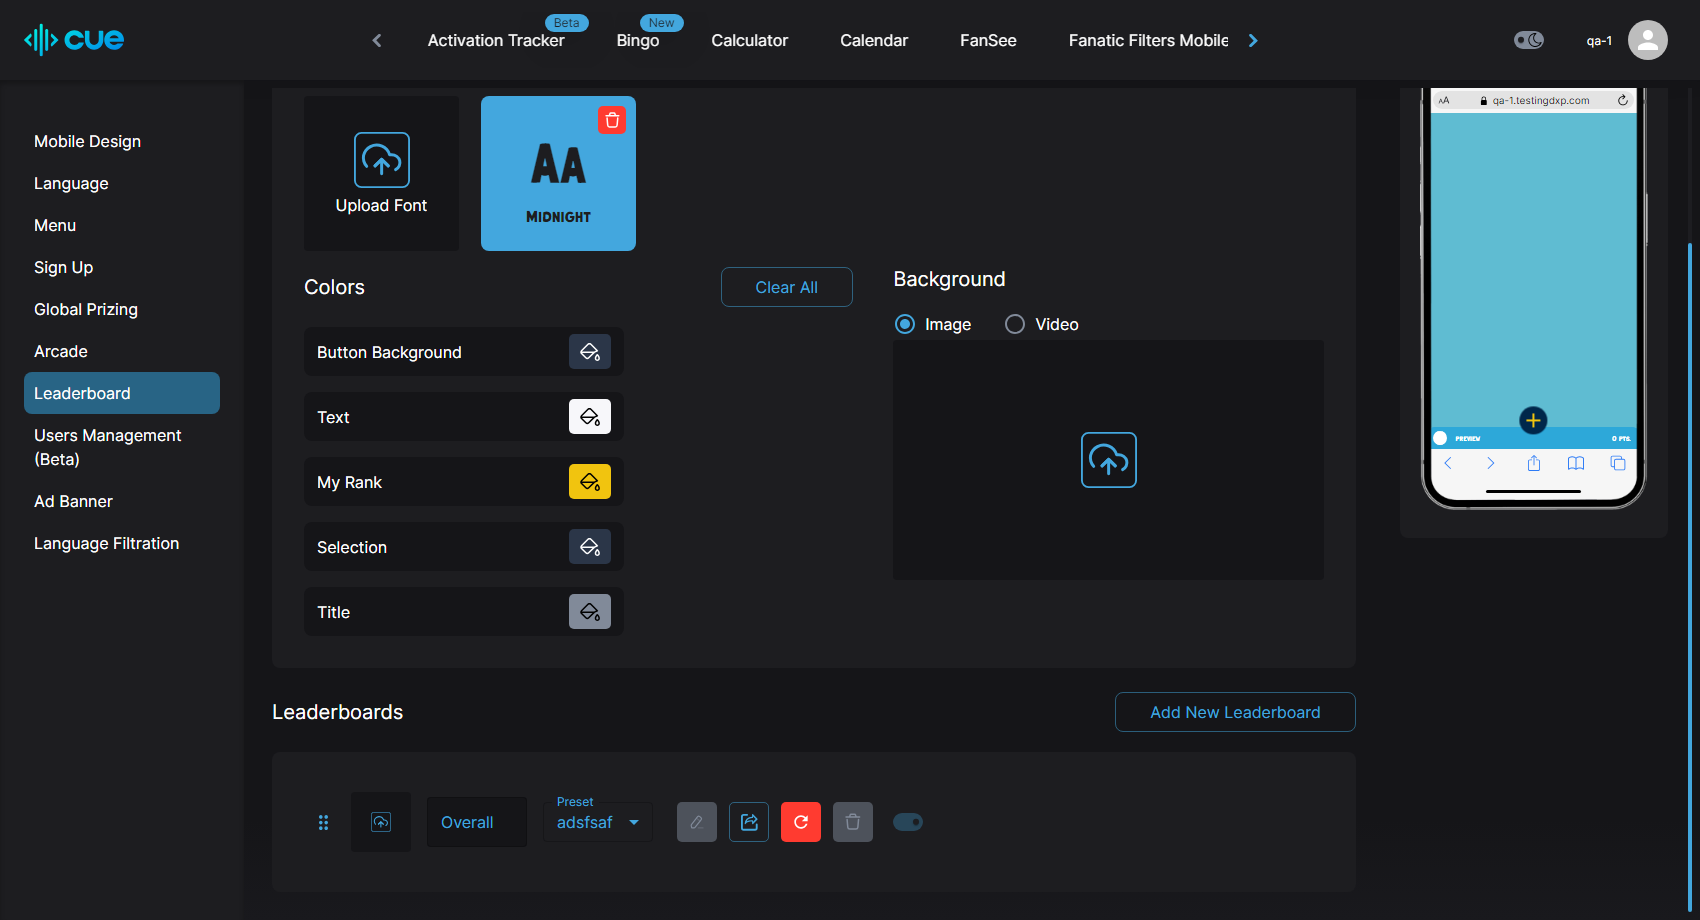 cue
Activation Tracker
Beta
Bingo
New
Calculator
Calendar
FanSee
Fanatic Filters Mobile
qa-1
Mobile Design
Language
Menu
Sign Up
Global Prizing
Arcade
Leaderboard
Users Management
(Beta)
Ad Banner
Language Filtration
Upload Font
AA
MIDNIGHT
Colors
Clear All
Button Background
Text
My Rank
Selection
Title
Background
Image
Video
AA
qa-1.testingdxp.com
PREVIEW
0 PTS.
Leaderboards
Add New Leaderboard
Overall
Preset
adsfsaf